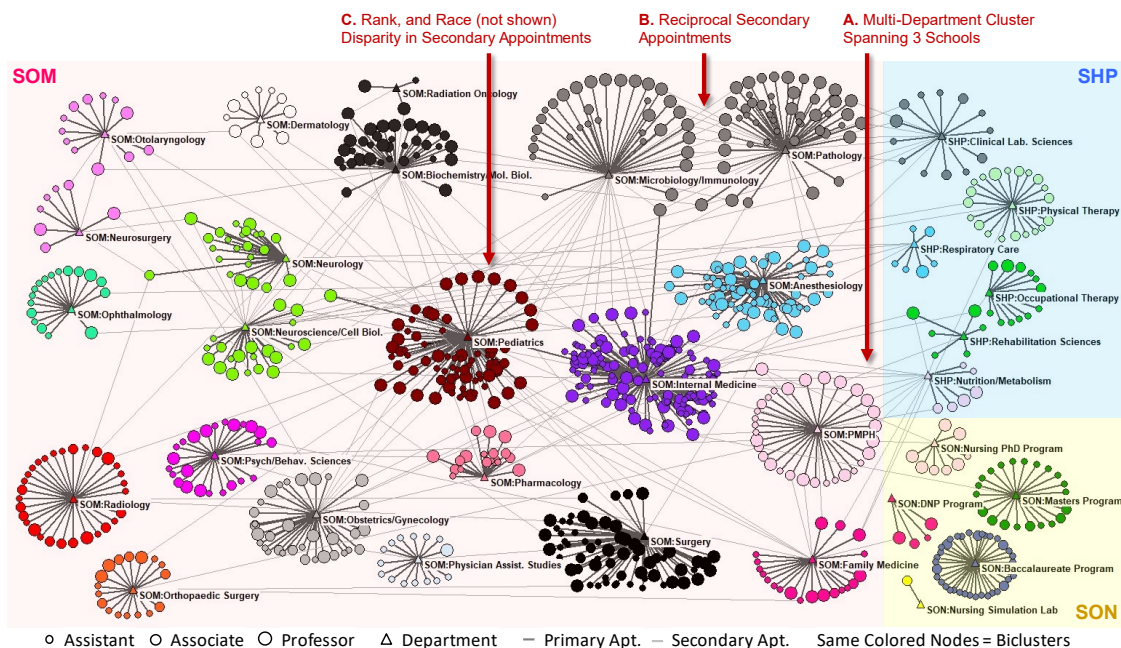 C. Rank, and Race (not shown)
Disparity in Secondary Appointments
B. Reciprocal Secondary
Appointments
A. Multi-Department Cluster
Spanning 3 Schools
SOM
SHP
SOM:Radiation Oncology
SOM:Otolaryngology
SOM:Dermatology
SOM:Biochemistry/Mol. Biol.
SOM:Microbiology/Immunology
SOM:Pathology
SHP:Clinical Lab. Sciences
SHP:Physical Therapy
SOM:Neurosurgery
SOM:Neurology
SHP:Respiratory Care
SOM:Anesthesiology
SHP:Occupational Therapy
SOM:Ophthalmology
SOM:Neuroscience/Cell Biol.
SOM:Pediatrics
SHP:Rehabilitation Sciences
SOM:Internal Medicine
SHP:Nutrition/Metabolism
SOM:PMPH
SON:Nursing PhD Program
SOM:Psych/Behav. Sciences
SOM:Pharmacology
SOM:Radiology
SON:DNP Program
SON:Masters Program
SOM:Obstetrics/Gynecology
SOM:Surgery
SOM:Physician Assist. Studies
SOM:Family Medicine
SON:Baccalaureate Program
SOM:Orthopaedic Surgery
SON:Nursing Simulation Lab
SON
Assistant Associate Professor Department Primary Apt. Secondary Apt. Same Colored Nodes = Biclusters